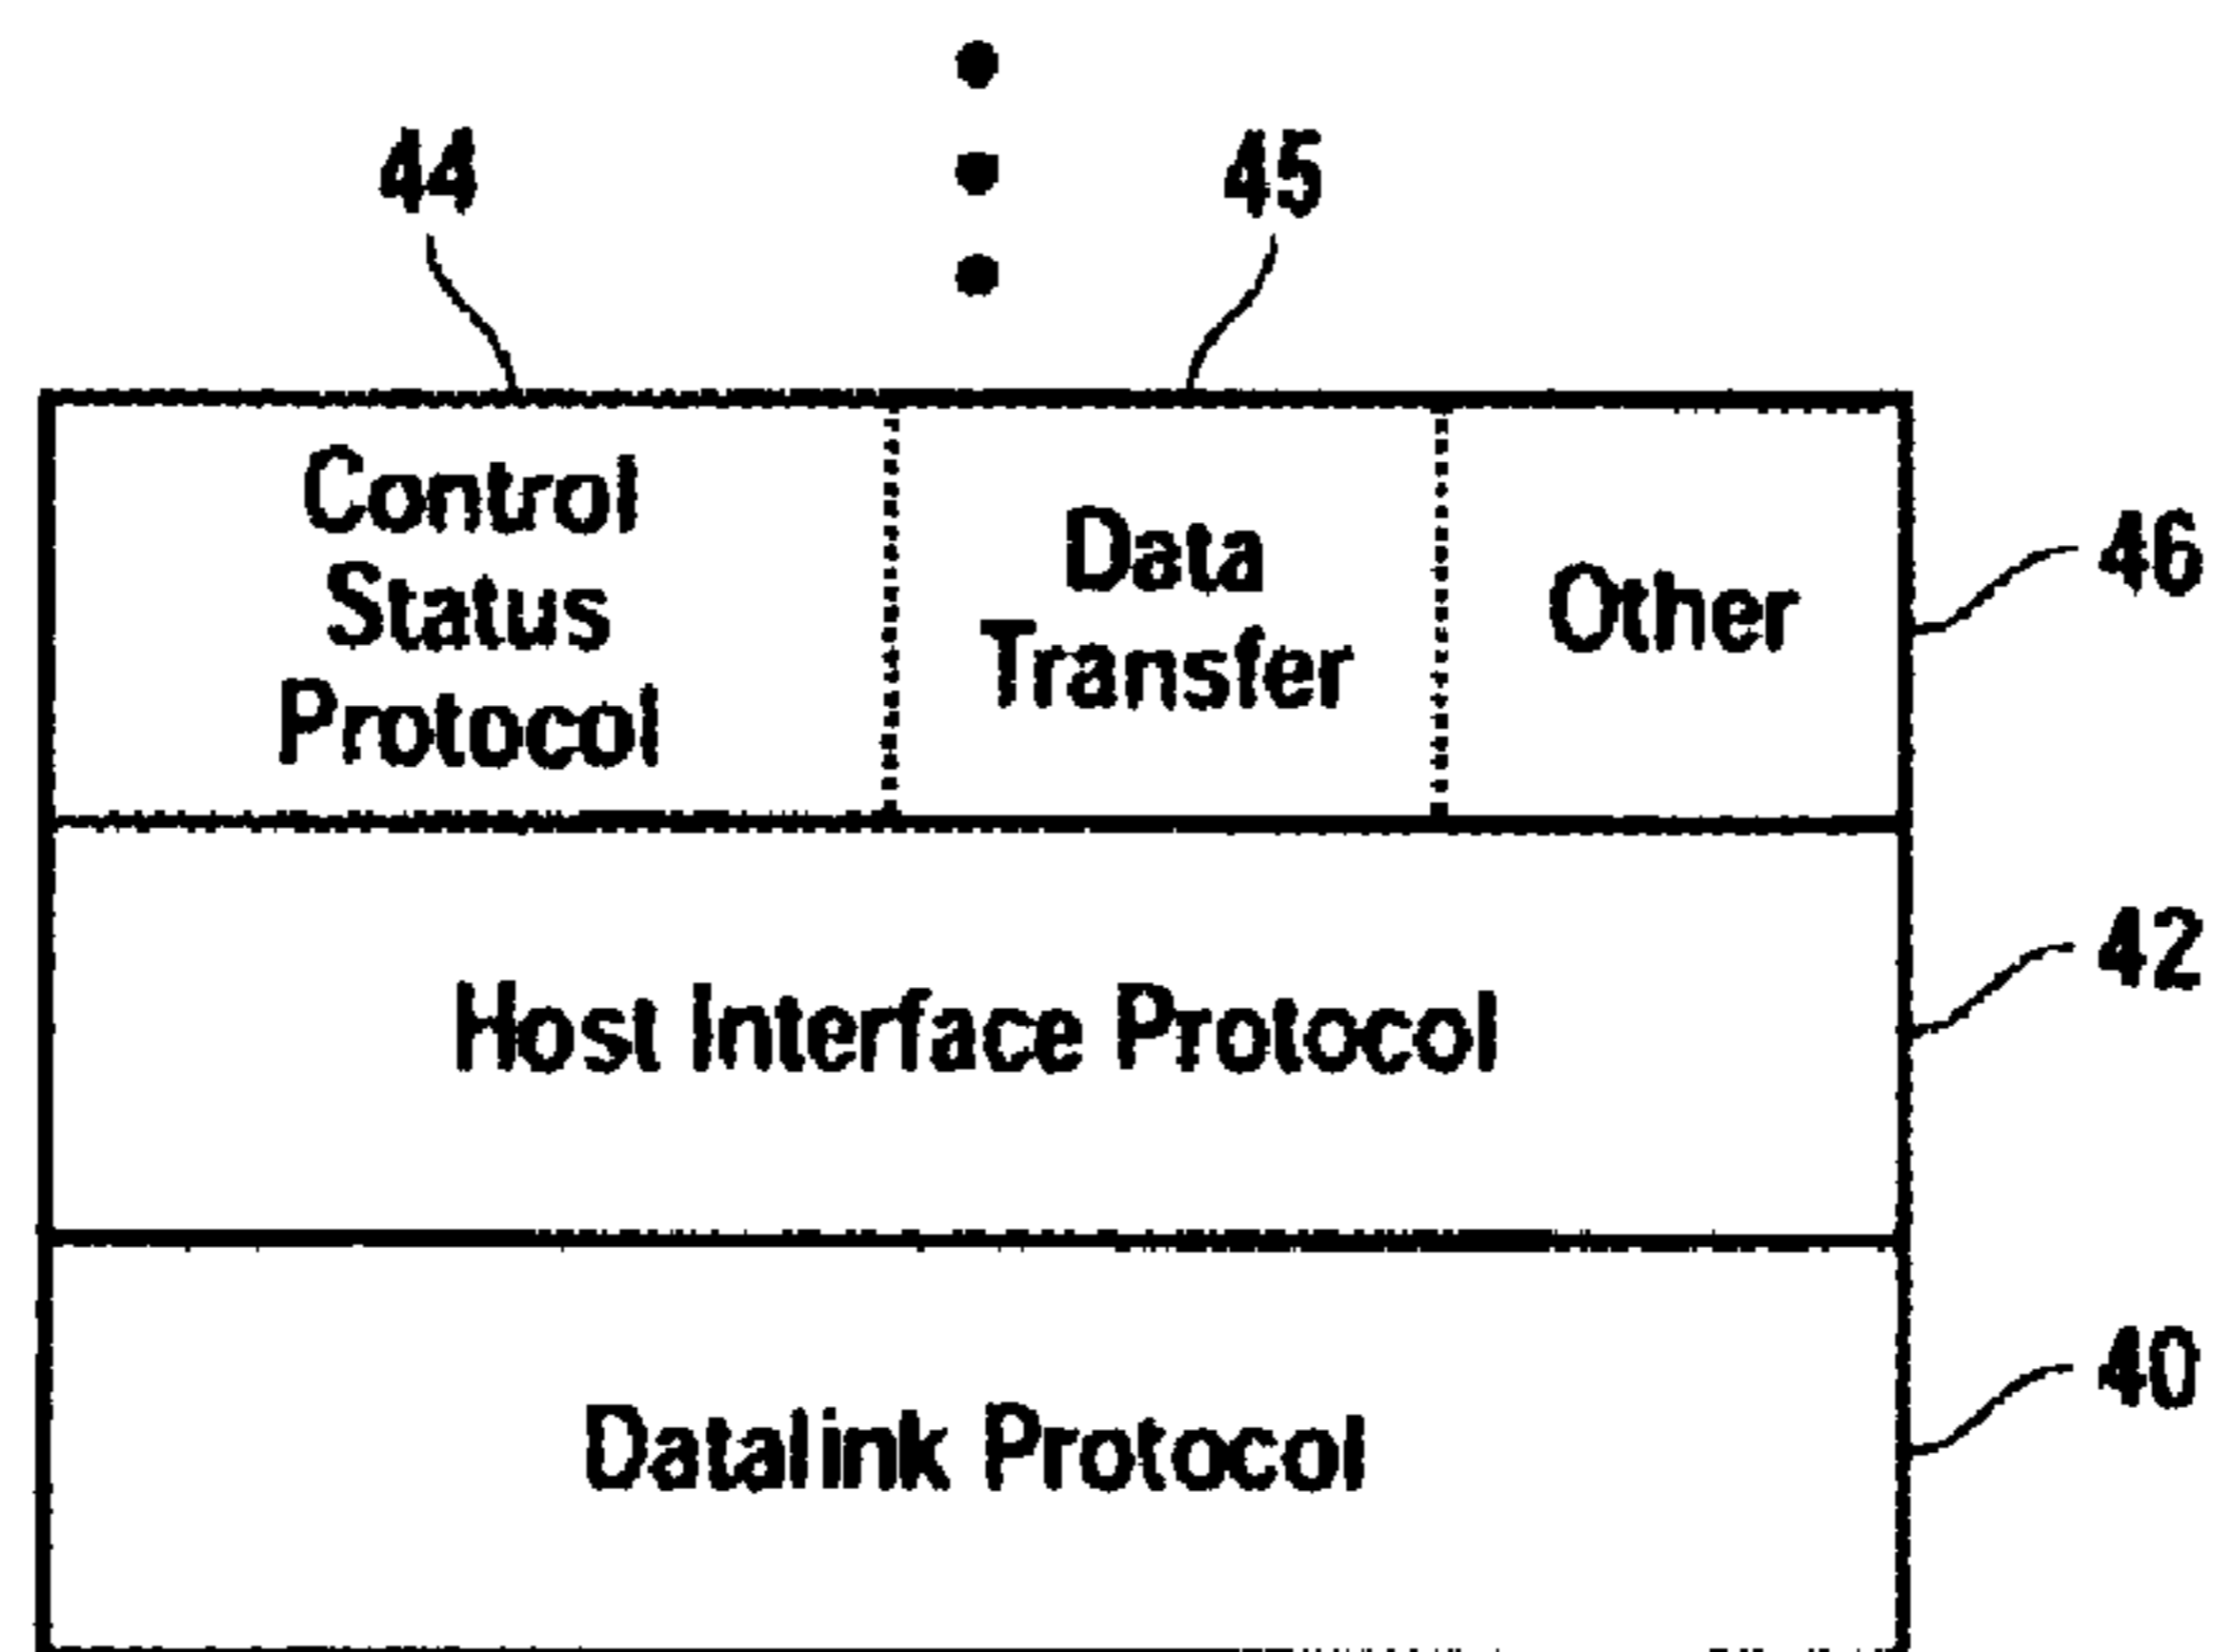 44
45
Control
Status
Protocol
Data
Transfer
Other
46
Host Interface Protocol
42
Datalink Protocol
40